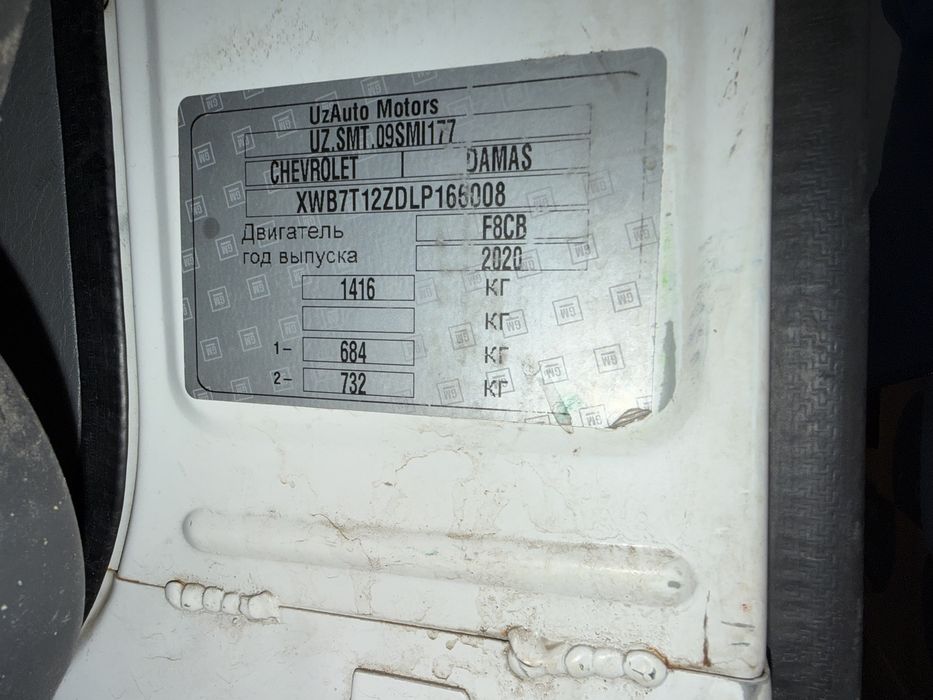 UzAuto Motors
UZ.SMT.09SMI177
CHEVROLET DAMAS
XWB7T12ZDLP166008
Двигатель F8CB
год выпуска 2020
1416 КГ
КГ
1– 684 КГ
2– 732 КГ